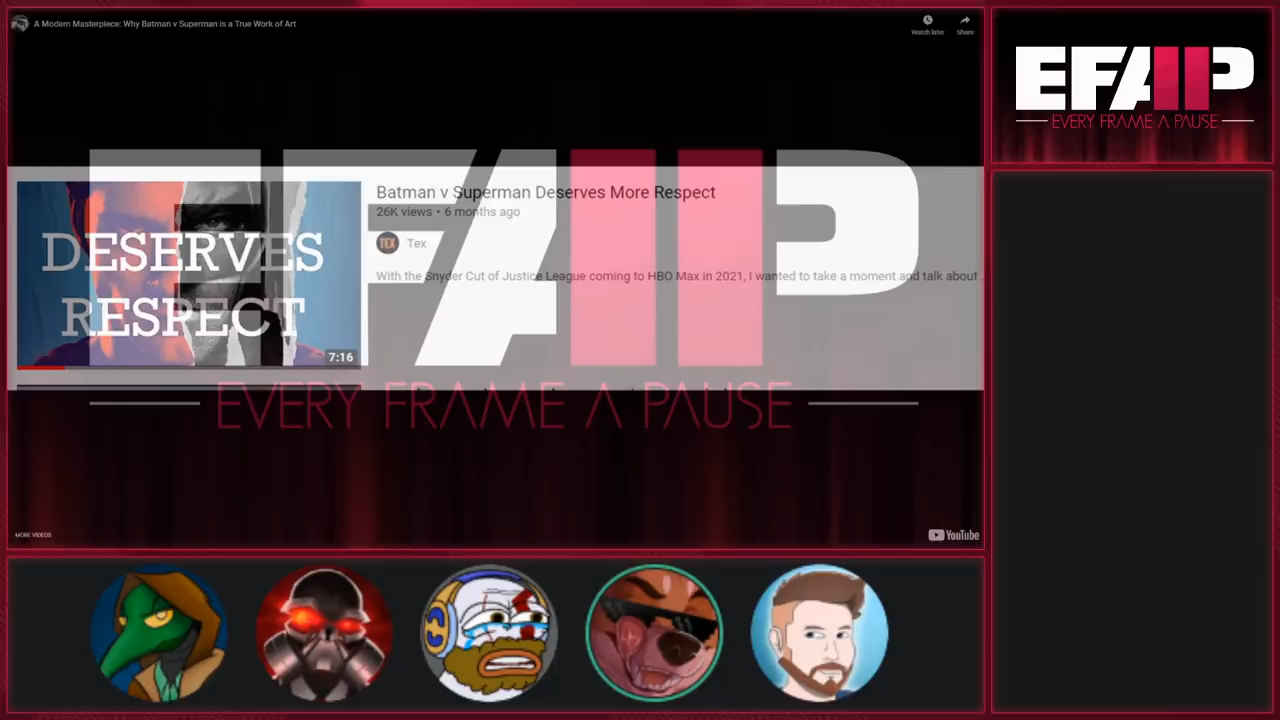 A Modern Masterpiece: Why Batman v Superman is a True Work of Art
Watch later
Share
EFAP
EVERY FRAME A PAUSE
DESERVES
RESPECT
7:16
Batman v Superman Deserves More Respect
26K views • 6 months ago
TEX
Tex
With the Snyder Cut of Justice League coming to HBO Max in 2021, I wanted to take a moment and talk about
EFAP
EVERY FRAME A PAUSE
MORE VIDEOS
YouTube